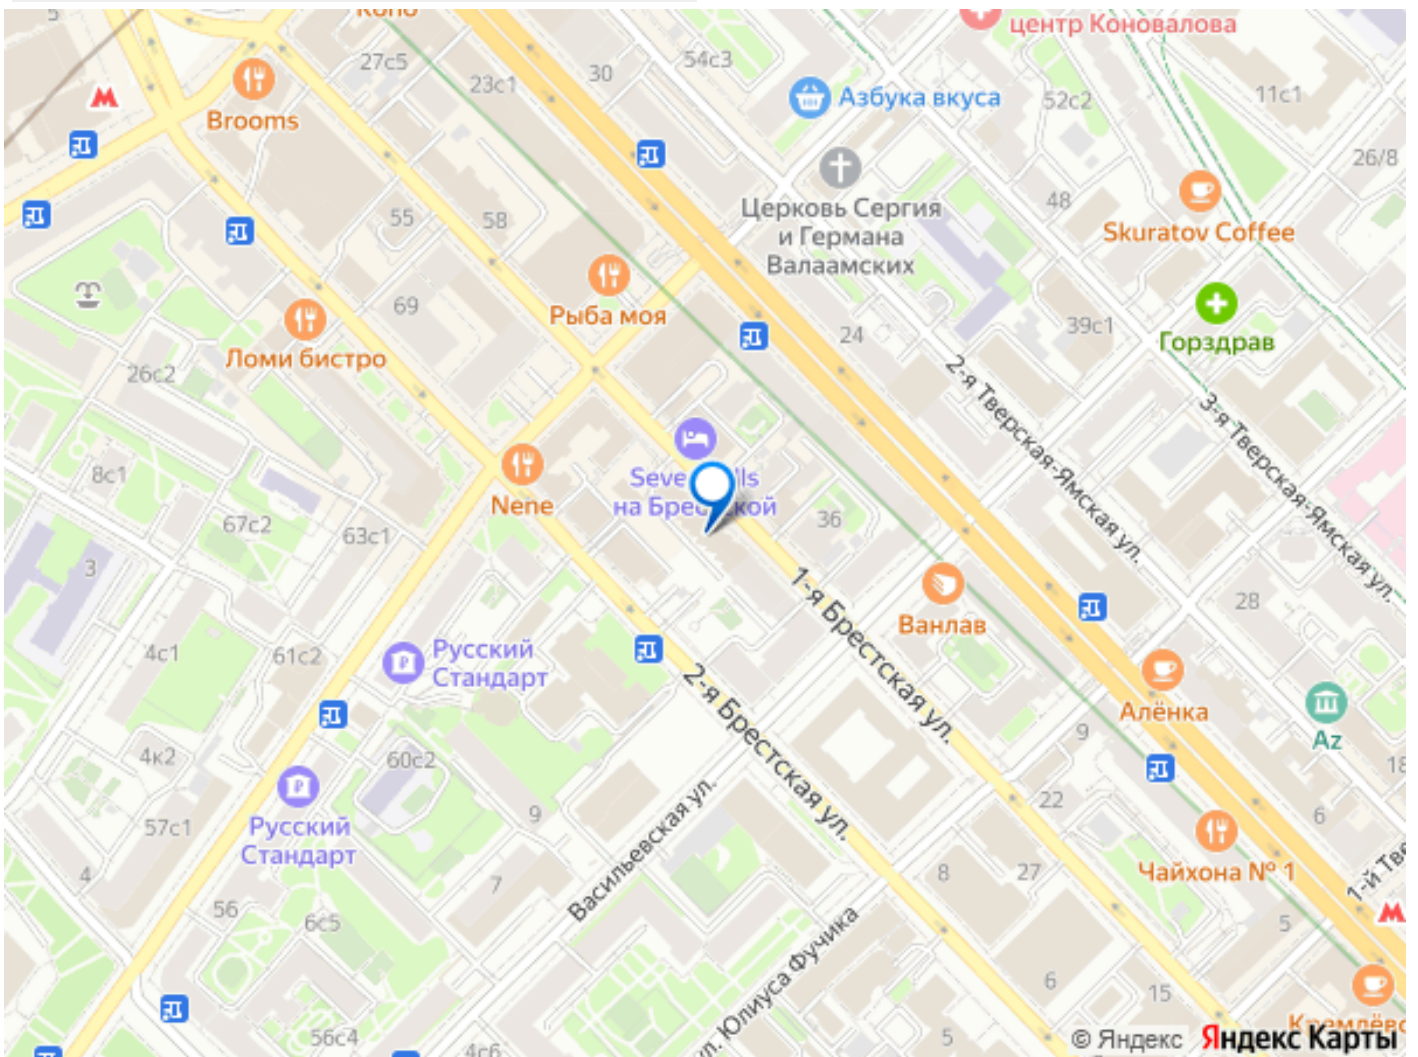 центр Коновалова
5
27с5
23с1
30
54с3
Азбука вкуса
52с2
11с1
Brooms
26/8
55
58
48
Церковь Сергия
и Германа
Валаамских
Skuratov Coffee
69
Рыба моя
24
39с1
Горздрав
Ломи бистро
26с2
2-я Тверская-Ямская ул.
3-я Тверская-Ямская ул.
8с1
67с2
63с1
Nene
на
36
3
1-я Брестская ул.
Ванлав
28
4с1
61с2
Русский
Стандарт
2-я Брестская ул.
Алёнка
Az
9
4к2
60с2
18
22
6
57с1
Русский
Стандарт
9
Васильевская ул.
Чайхона № 1
4
7
8
27
56
6с5
Юлиуса Фучика
5
6
15
56с4
4с6
5
© Яндекс
Яндекс Карты